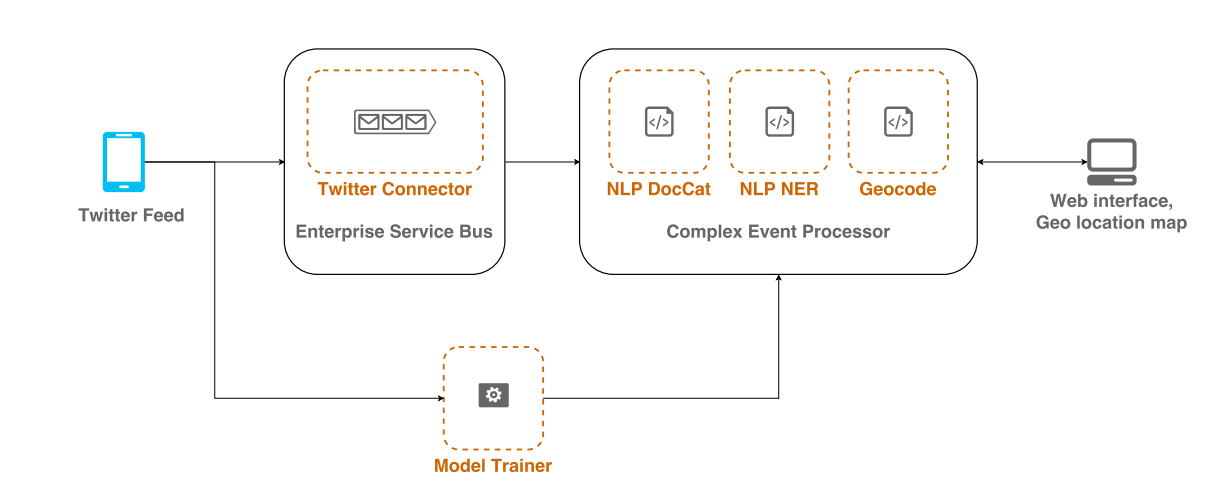 Twitter Feed
Twitter Connector
Enterprise Service Bus
NLP DocCat
NLP NER
Geocode
Complex Event Processor
Web interface,
Geo location map
Model Trainer